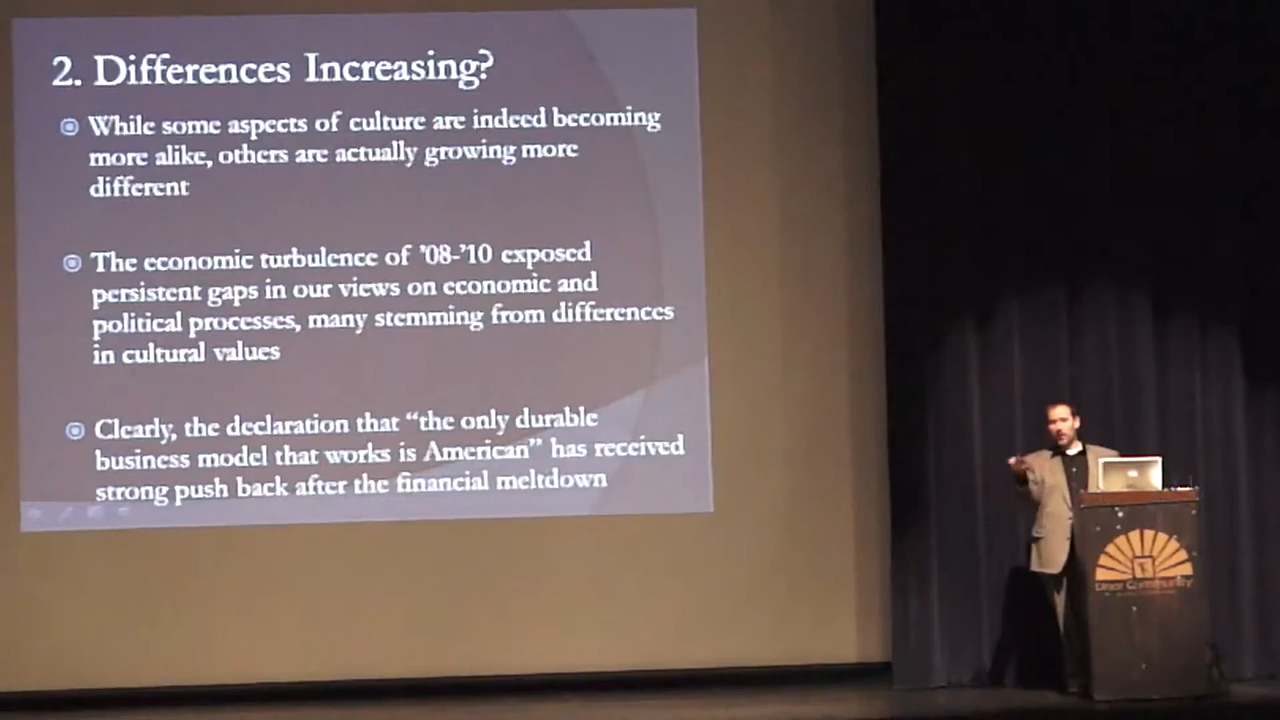 2. Differences Increasing?
While some aspects of culture are indeed becoming
more alike, others are actually growing more
different
The economic turbulence of ’08-’10 exposed
persistent gaps in our views on economic and
political processes, many stemming from differences
in cultural values
Clearly, the declaration that “the only durable
business model that works is American” has received
strong push back after the financial meltdown
Community